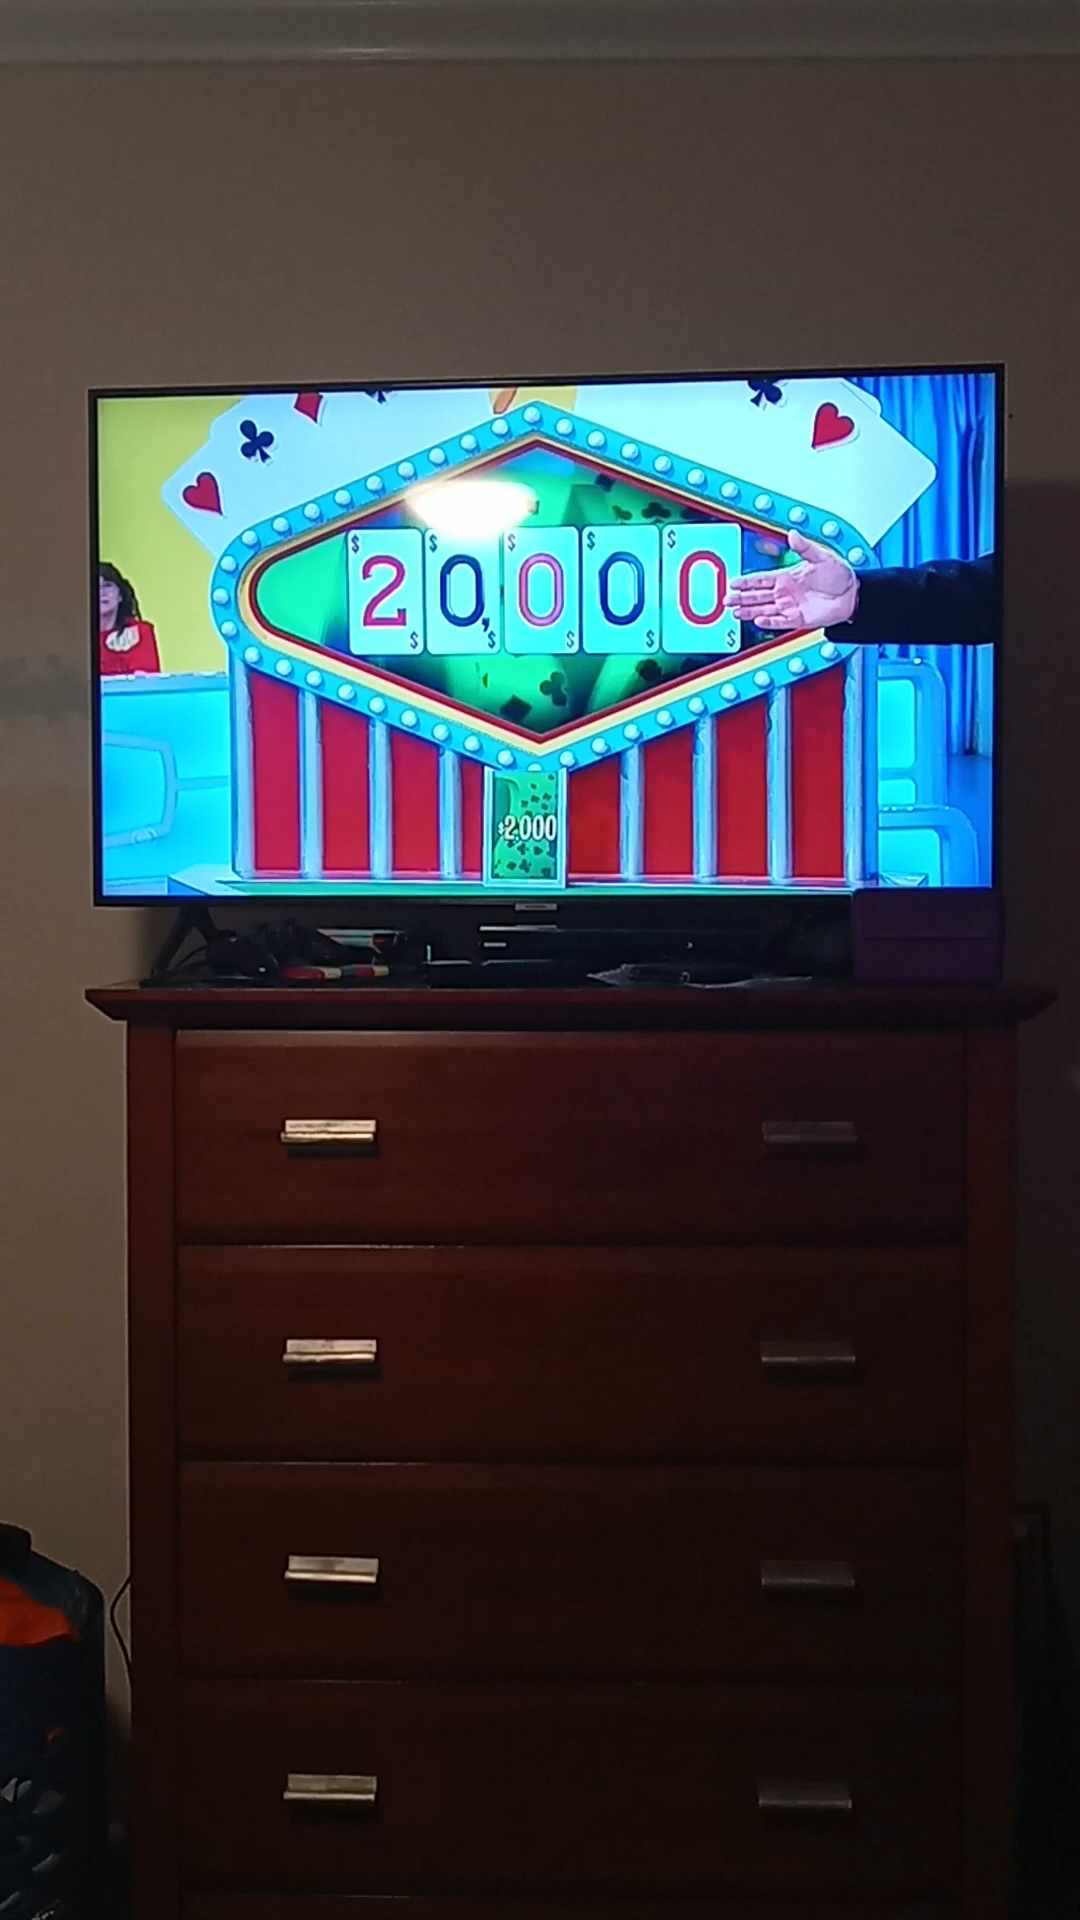 $ $ $ $ $
20,000
$ $ $ $ $
$2,000